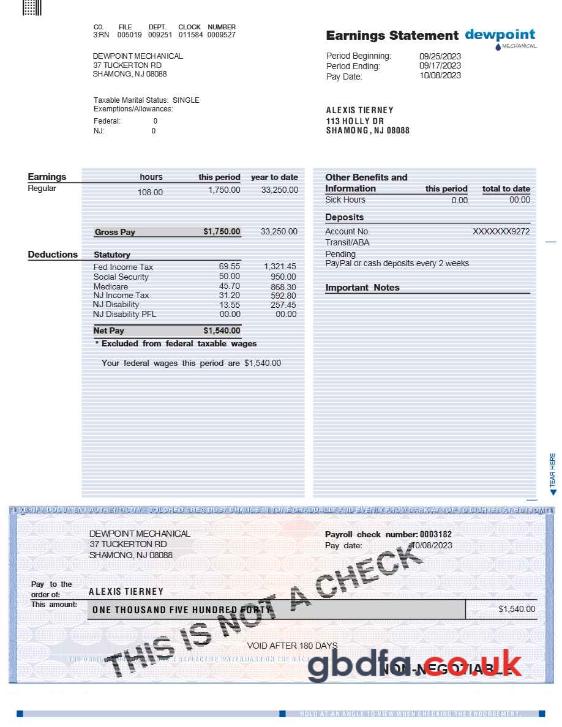 CO. FILE DEPT. CLOCK NUMBER
3RN 005019 009251 011584 0009527
Earnings Statement dewpoint
MECHANICAL
DEWPOINT MECHANICAL
37 TUCKERTON RD
SHAMONG, NJ 08088
Period Beginning: 09/25/2023
Period Ending: 09/17/2023
Pay Date: 10/08/2023
Taxable Marital Status: SINGLE
Exemptions/Allowances:
Federal: 0
NJ: 0
ALEXIS TIERNEY
113 HOLLY DR
SHAMONG, NJ 08088
Earnings hours this period year to date
Regular 108.00 1,750.00 33,250.00
Gross Pay $1,750.00 33,250.00
Deductions Statutory
Fed Income Tax 69.55 1,321.45
Social Security 50.00 950.00
Medicare 45.70 868.30
NJ Income Tax 31.20 592.80
NJ Disability 13.55 257.45
NJ Disability PFL 00.00 00.00
Net Pay $1,540.00
* Excluded from federal taxable wages
Your federal wages this period are $1,540.00
Other Benefits and
Information this period total to date
Sick Hours 0.00 00.00
Deposits
Account No XXXXXXX9272
Transit/ABA
Pending
PayPal or cash deposits every 2 weeks
Important Notes
TEAR HERE
DEWPOINT MECHANICAL
37 TUCKERTON RD
SHAMONG, NJ 08088
Payroll check number: 0003182
Pay date: 10/08/2023
Pay to the
order of: ALEXIS TIERNEY
This amount: ONE THOUSAND FIVE HUNDRED FORTY $1,540.00
THIS IS NOT A CHECK
VOID AFTER 180 DAYS
NON-NEGOTIABLE
gbdfa.co.uk
HOLD AT AN ANGLE TO VIEW WHEN CHECKING THE ENDORSEMENT.